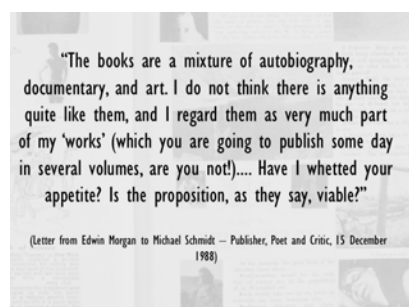 “The books are a mixture of autobiography,
documentary, and art. I do not think there is anything
quite like them, and I regard them as very much part
of my ‘works’ (which you are going to publish some day
in several volumes, are you not!).... Have I whetted your
appetite? Is the proposition, as they say, viable?”
(Letter from Edwin Morgan to Michael Schmidt – Publisher, Poet and Critic, 15 December
1988)